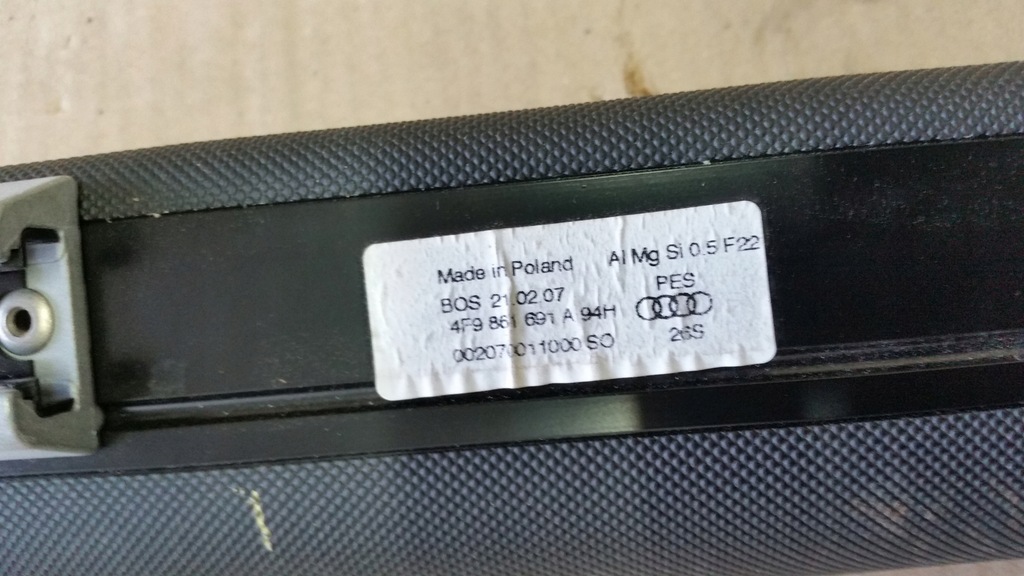 Made in Poland Al Mg Si 0.5 F22
BOS 21.02.07 PES
4F9 861 691 A 94H
002070011000 SO 26S